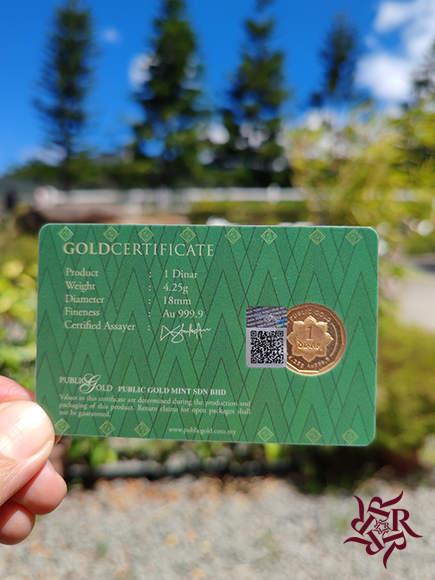 GOLDCERTIFICATE
Product : 1 Dinar
Weight : 4.25g
Diameter : 18mm
Fineness : Au 999.9
Certified Assayer :
PUBLIC Gold PUBLIC GOLD MINT SDN BHD
Values in this certificate are determined during the production and
packaging of this product. Return claims for open packages shall
not be guaranteed.
www.publicgold.com.my
PUBLIC GOLD
1
DINAR
R